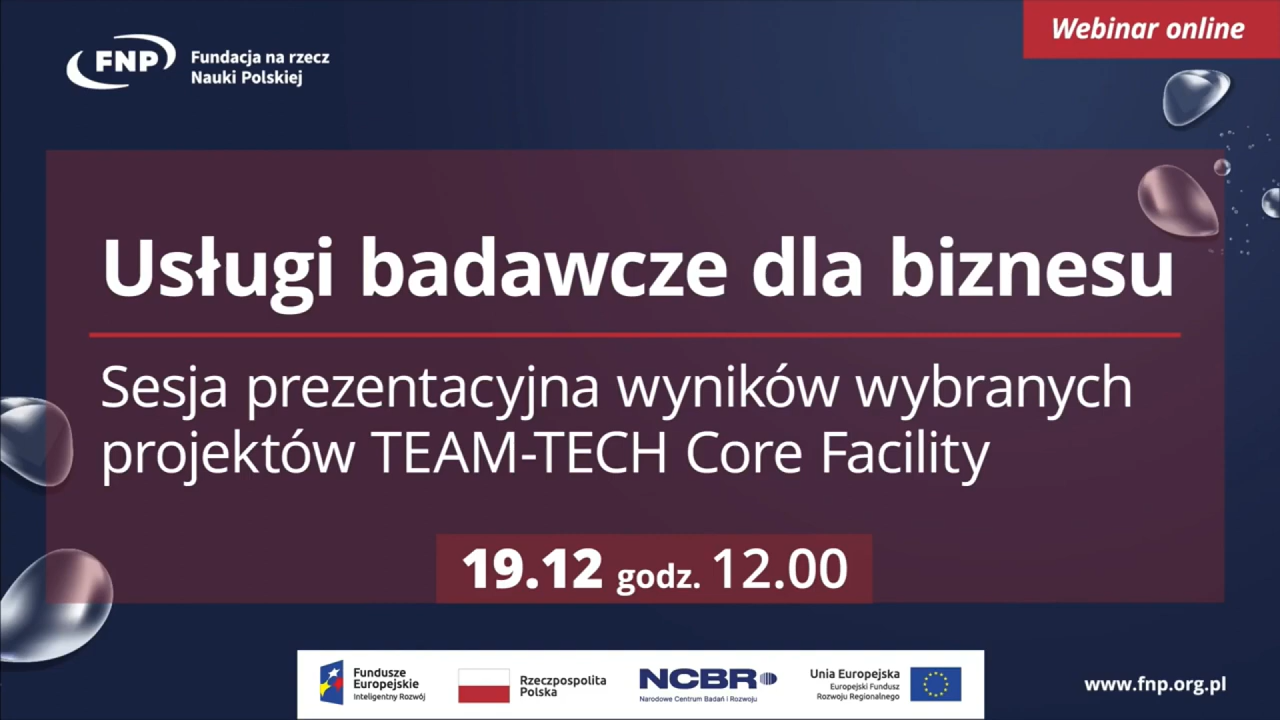 Webinar online
FNP
Fundacja na rzecz
Nauki Polskiej
Usługi badawcze dla biznesu
Sesja prezentacyjna wyników wybranych
projektów TEAM-TECH Core Facility
19.12 godz. 12.00
Fundusze
Europejskie
Inteligentny Rozwój
Rzeczpospolita
Polska
NCBR
Narodowe Centrum Badań i Rozwoju
Unia Europejska
Europejski Fundusz
Rozwoju Regionalnego
www.fnp.org.pl